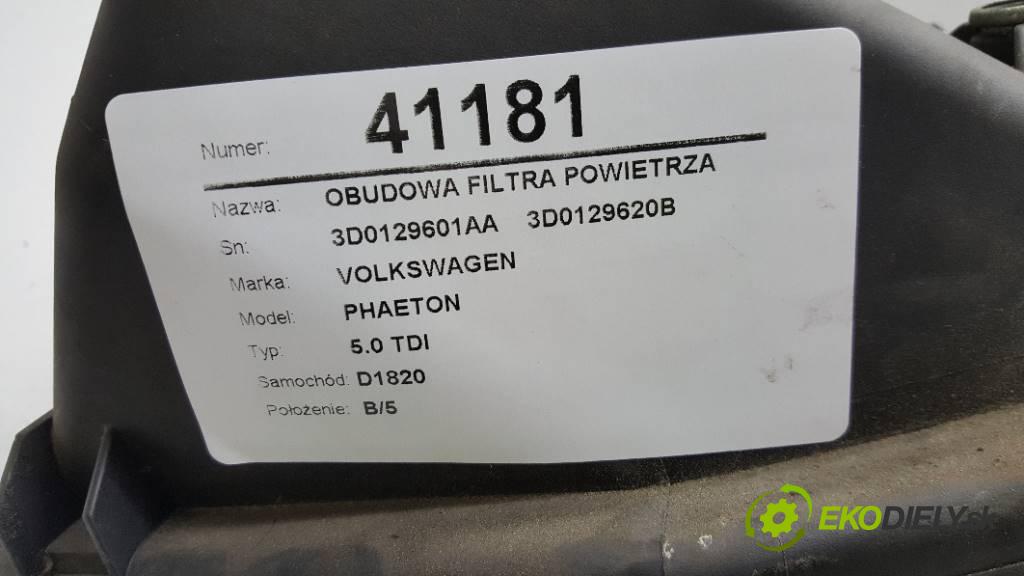 Numer: 41181
Nazwa: OBUDOWA FILTRA POWIETRZA
Sn: 3D0129601AA 3D0129620B
Marka: VOLKSWAGEN
Model: PHAETON
Typ: 5.0 TDI
Samochód: D1820
Położenie: B/5
EKODIELY.sk